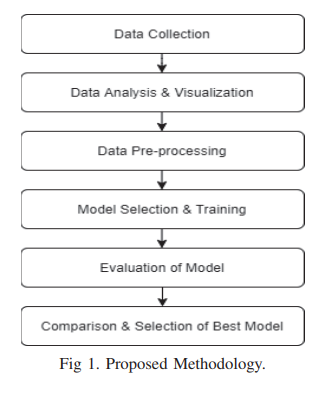 Data Collection
Data Analysis & Visualization
Data Pre-processing
Model Selection & Training
Evaluation of Model
Comparison & Selection of Best Model
Fig 1. Proposed Methodology.